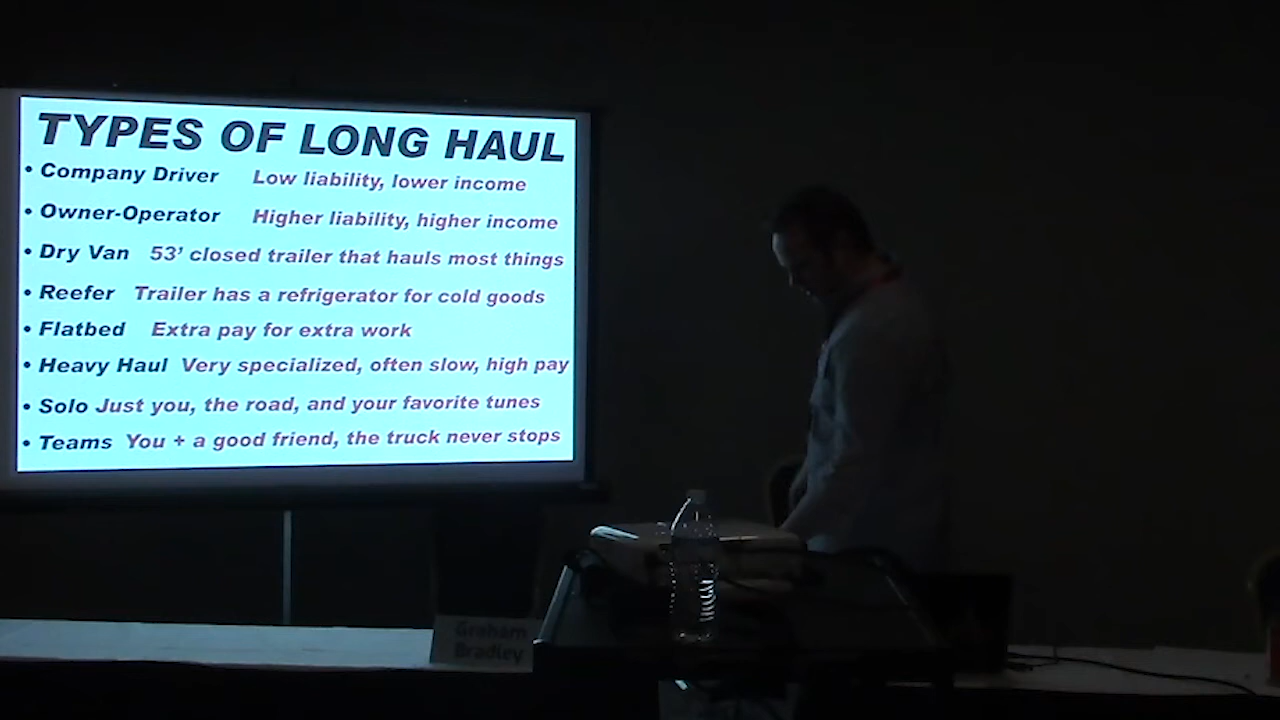 TYPES OF LONG HAUL
• Company Driver Low liability, lower income
• Owner-Operator Higher liability, higher income
• Dry Van 53’ closed trailer that hauls most things
• Reefer Trailer has a refrigerator for cold goods
• Flatbed Extra pay for extra work
• Heavy Haul Very specialized, often slow, high pay
• Solo Just you, the road, and your favorite tunes
• Teams You + a good friend, the truck never stops
Graham
Bradley